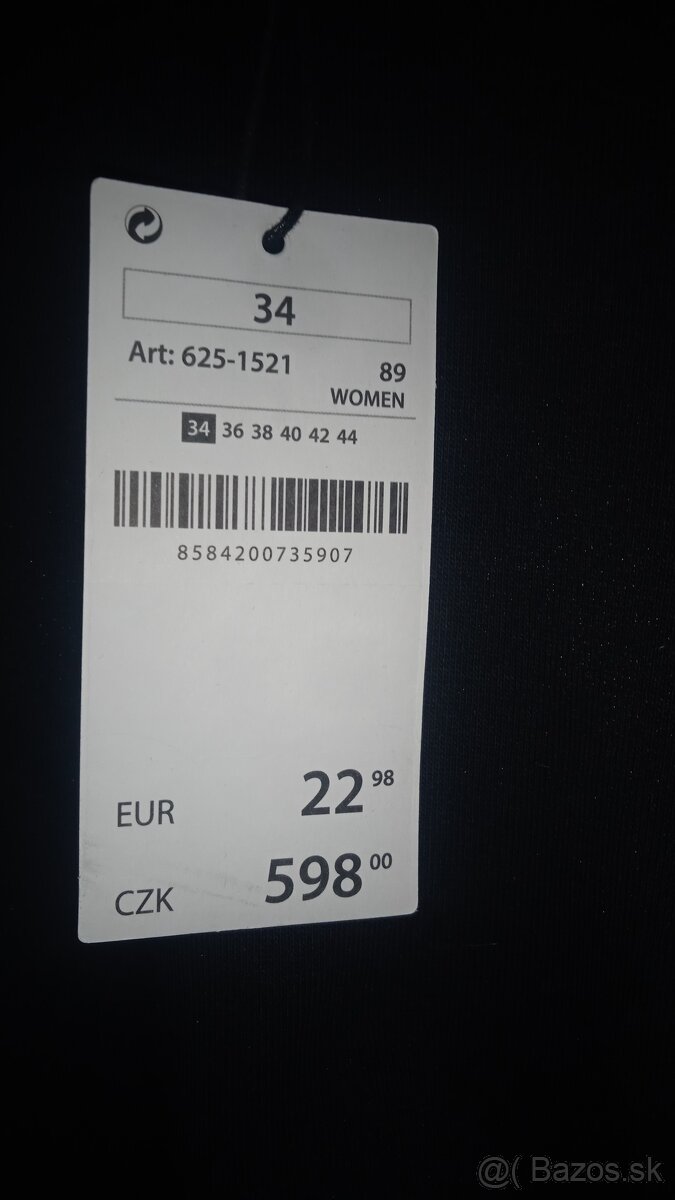 34
Art: 625-1521
89
WOMEN
34 36 38 40 42 44
8584200735907
EUR 22 98
CZK 598 00
@( Bazos.sk